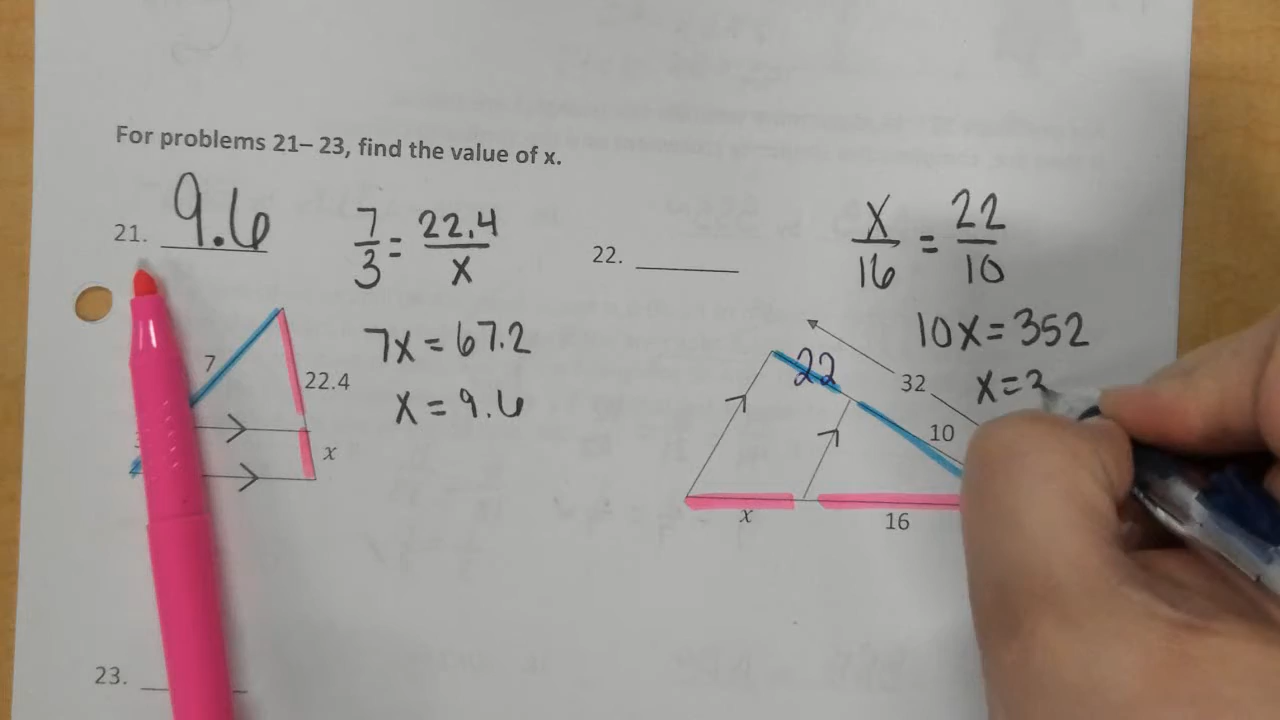 For problems 21– 23, find the value of x.
21. 9.6
7/3 = 22.4/x
7x = 67.2
x = 9.6
7
22.4
x
22.
x/16 = 22/10
10x = 352
x = 3
22
32
10
x
16
23.